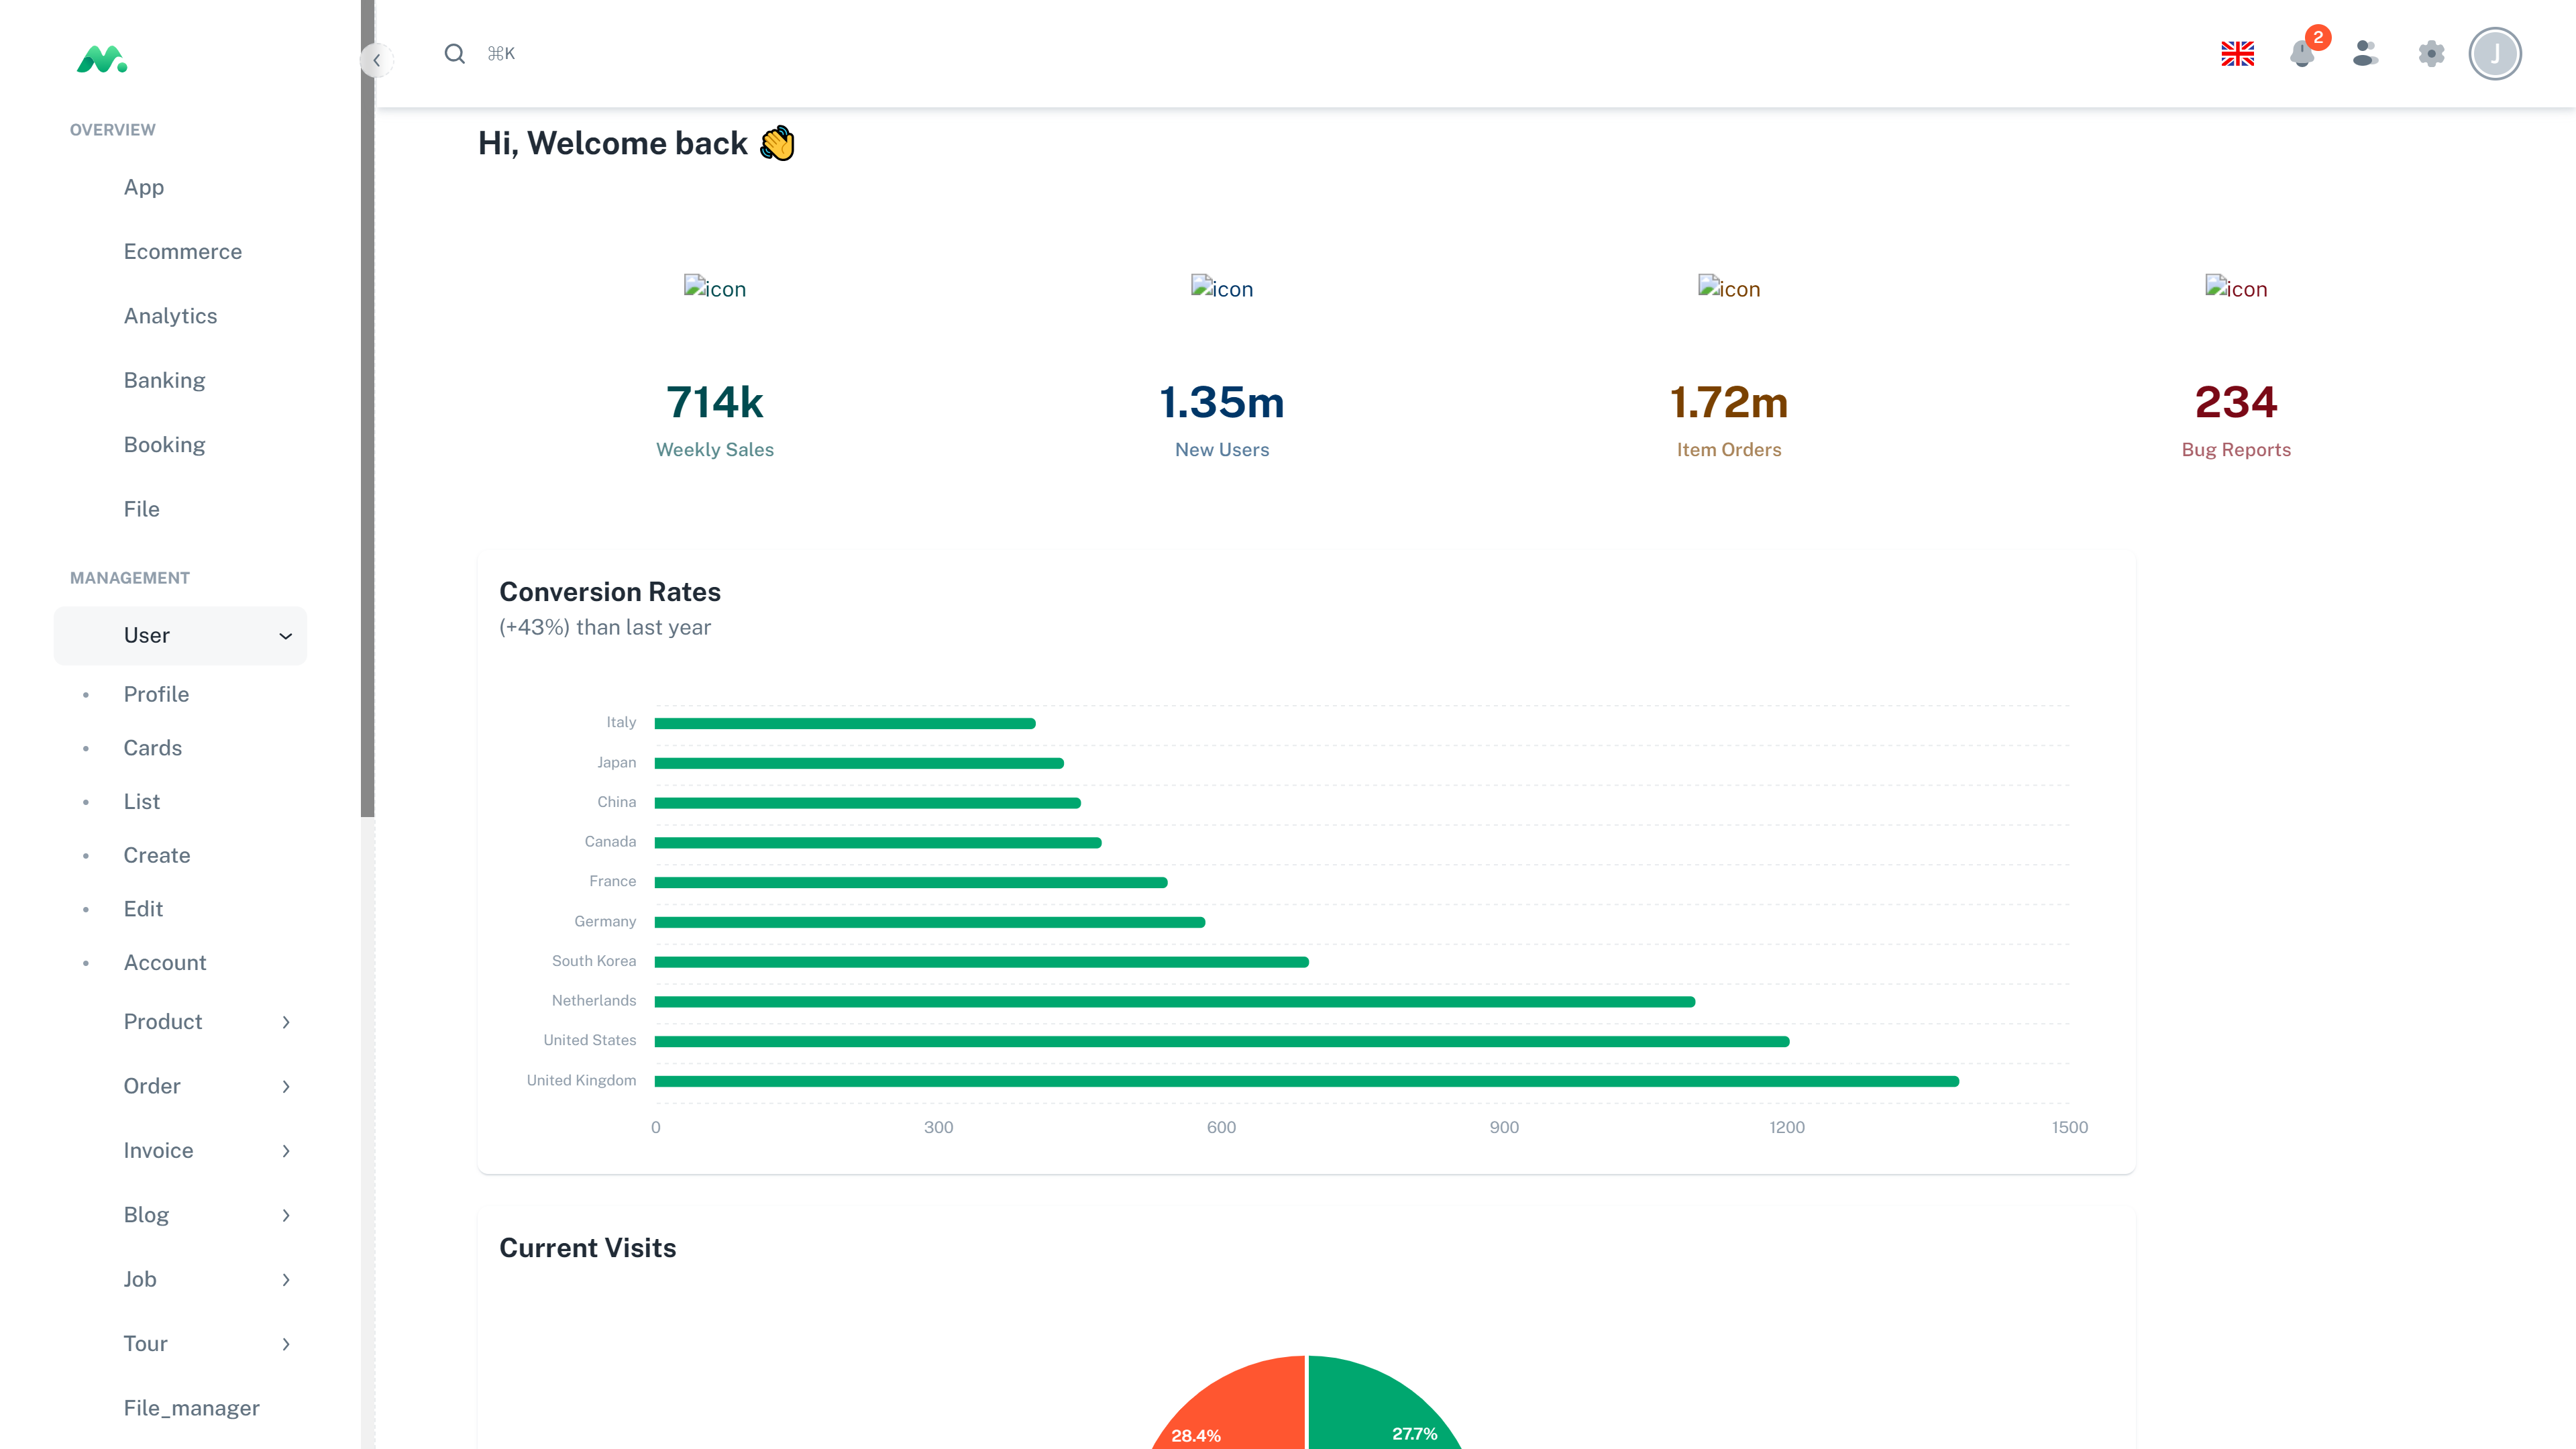 ⌘K
2
J
OVERVIEW
App
Ecommerce
Analytics
Banking
Booking
File
MANAGEMENT
User
Profile
Cards
List
Create
Edit
Account
Product
Order
Invoice
Blog
Job
Tour
File_manager
Hi, Welcome back 👋
icon
714k
Weekly Sales
icon
1.35m
New Users
icon
1.72m
Item Orders
icon
234
Bug Reports
Conversion Rates
(+43%) than last year
Italy
Japan
China
Canada
France
Germany
South Korea
Netherlands
United States
United Kingdom
0 300 600 900 1200 1500
Current Visits
28.4% 27.7%